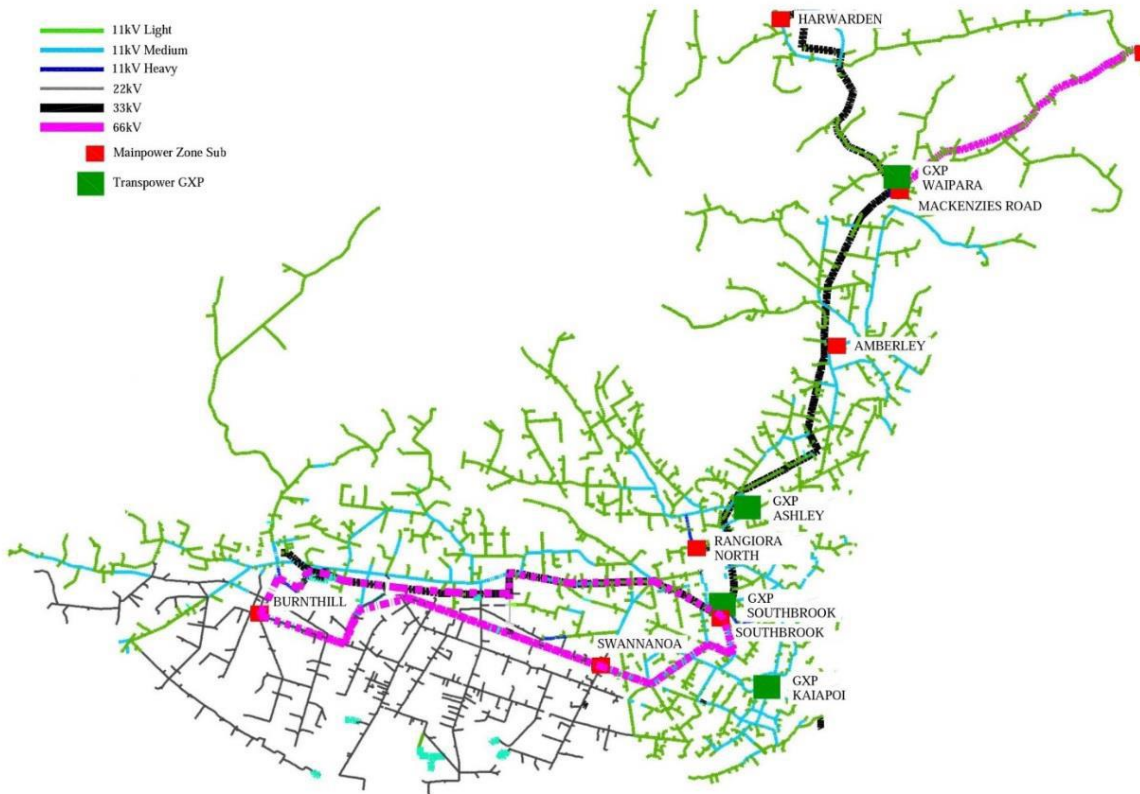 11kV Light
11kV Medium
11kV Heavy
22kV
33kV
66kV
Mainpower Zone Sub
Transpower GXP
HARWARDEN
GXP
WAIPARA
MACKENZIES ROAD
AMBERLEY
GXP
ASHLEY
RANGIORA
NORTH
GXP
SOUTHBROOK
SOUTHBROOK
BURNTHILL
SWANNANOA
GXP
KAIAPOI